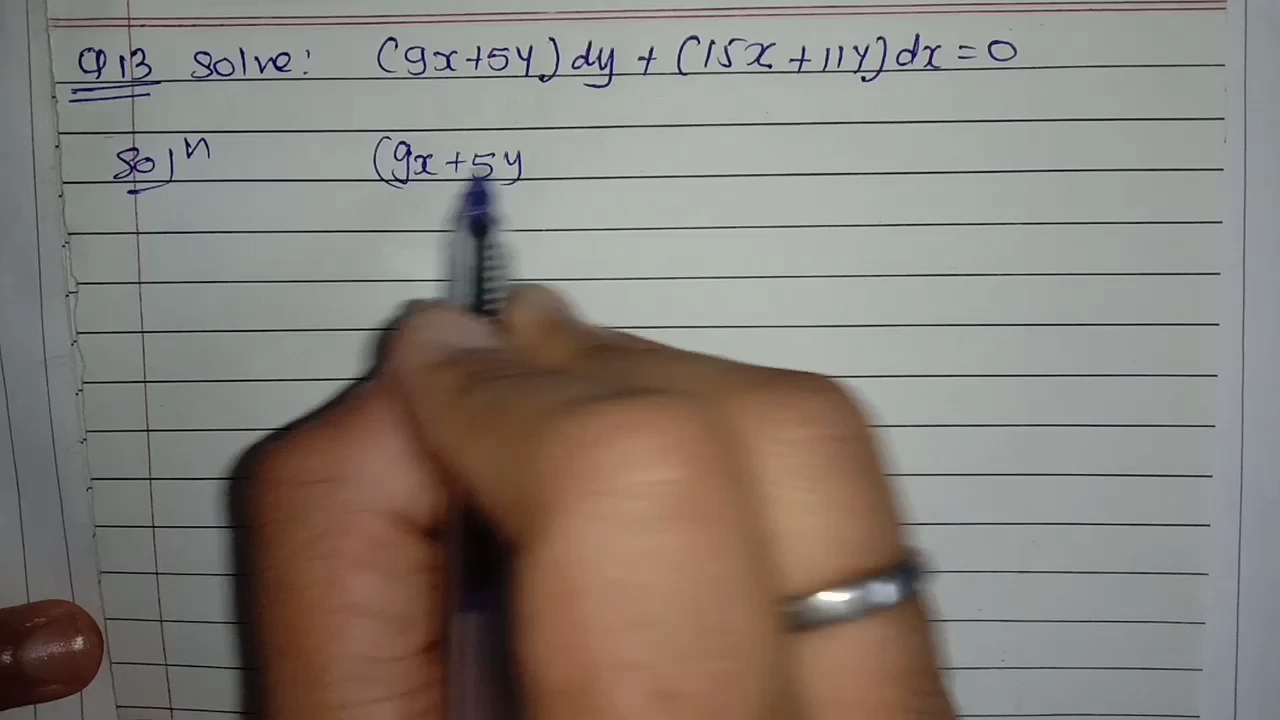 Q13 Solve: (9x+5y)dy + (15x+11y)dx = 0
Solⁿ (9x+5y